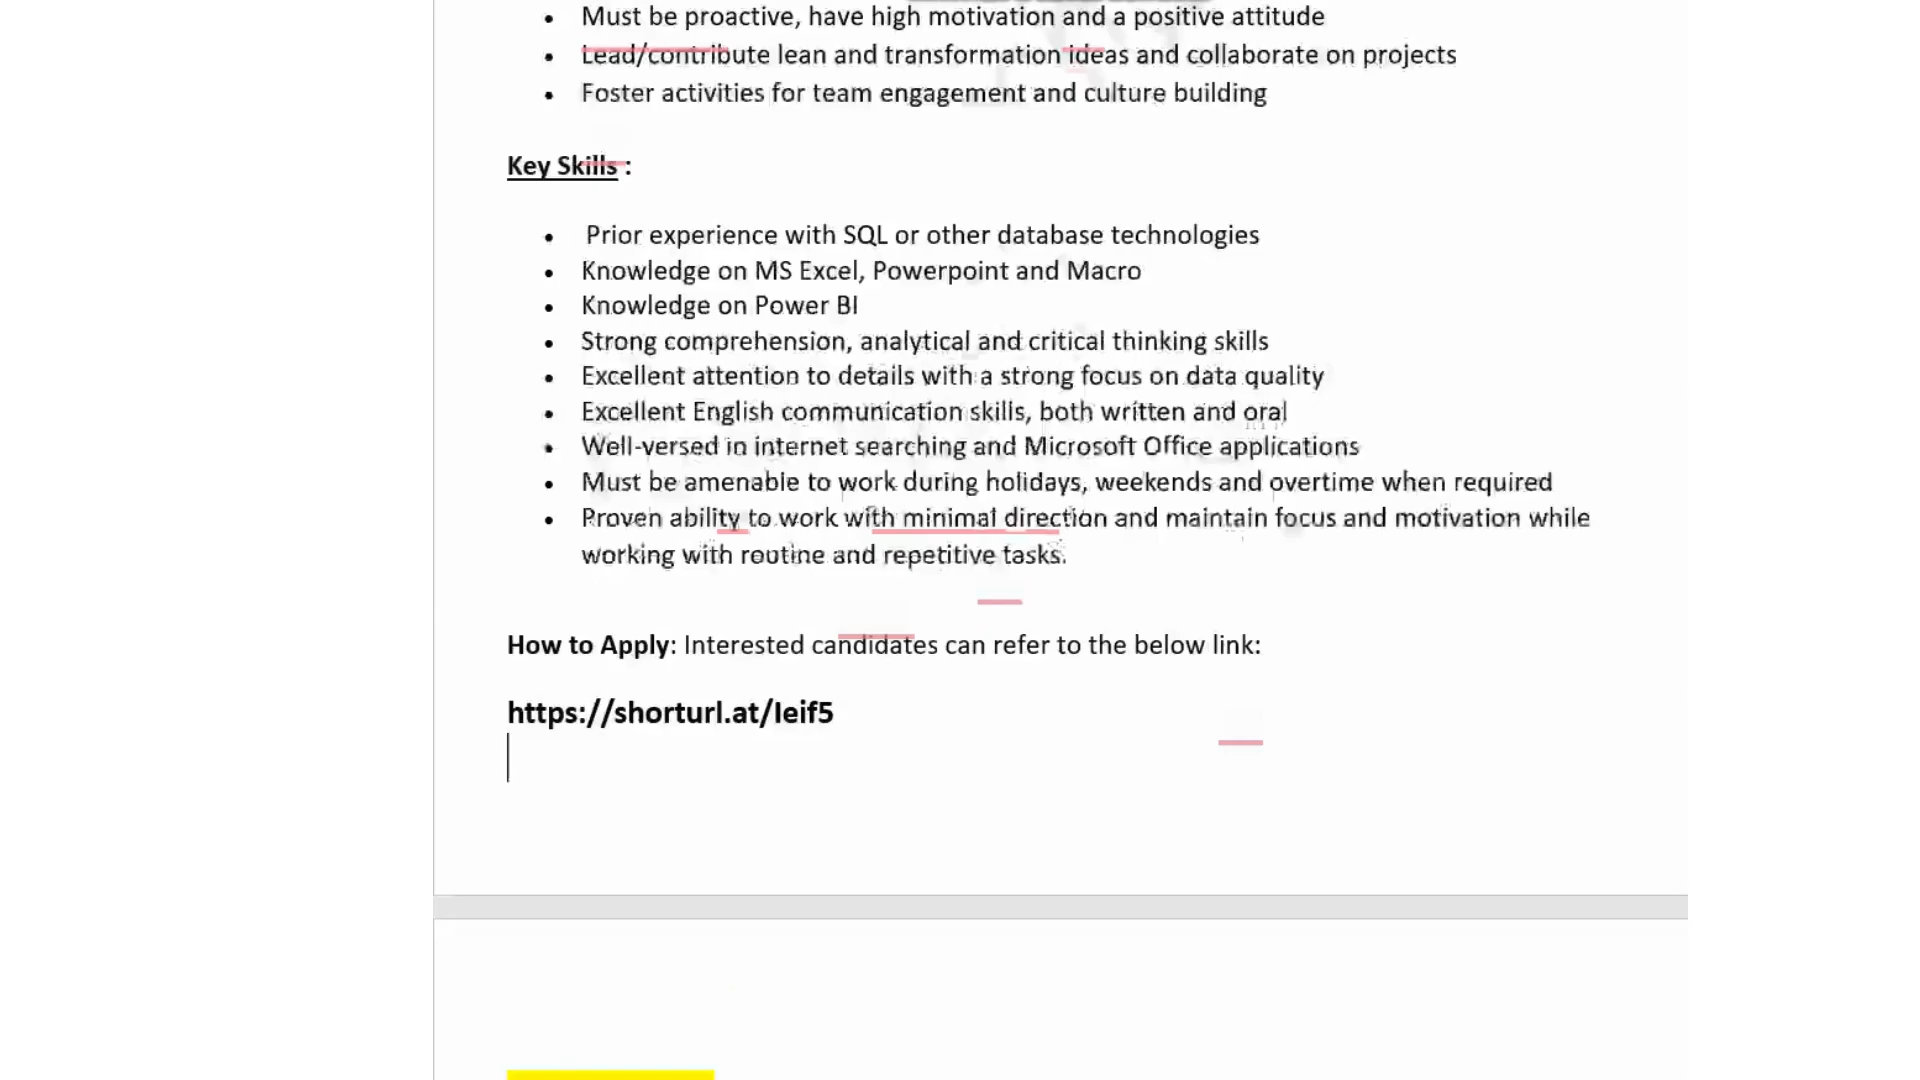 Must be proactive, have high motivation and a positive attitude
Lead/contribute lean and transformation ideas and collaborate on projects
Foster activities for team engagement and culture building
Key Skills :
Prior experience with SQL or other database technologies
Knowledge on MS Excel, Powerpoint and Macro
Knowledge on Power BI
Strong comprehension, analytical and critical thinking skills
Excellent attention to details with a strong focus on data quality
Excellent English communication skills, both written and oral
Well-versed in internet searching and Microsoft Office applications
Must be amenable to work during holidays, weekends and overtime when required
Proven ability to work with minimal direction and maintain focus and motivation while
working with routine and repetitive tasks.
How to Apply: Interested candidates can refer to the below link:
https://shorturl.at/Ieif5